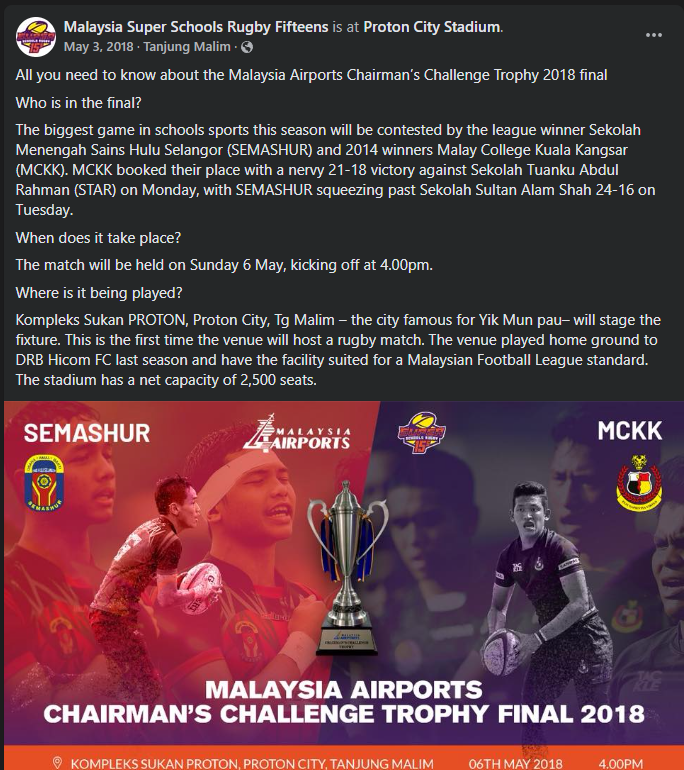 Malaysia Super Schools Rugby Fifteens is at Proton City Stadium.
May 3, 2018 · Tanjung Malim ·
All you need to know about the Malaysia Airports Chairman's Challenge Trophy 2018 final
Who is in the final?
The biggest game in schools sports this season will be contested by the league winner Sekolah
Menengah Sains Hulu Selangor (SEMASHUR) and 2014 winners Malay College Kuala Kangsar
(MCKK). MCKK booked their place with a nervy 21-18 victory against Sekolah Tuanku Abdul
Rahman (STAR) on Monday, with SEMASHUR squeezing past Sekolah Sultan Alam Shah 24-16 on
Tuesday.
When does it take place?
The match will be held on Sunday 6 May, kicking off at 4.00pm.
Where is it being played?
Kompleks Sukan PROTON, Proton City, Tg Malim – the city famous for Yik Mun pau– will stage the
fixture. This is the first time the venue will host a rugby match. The venue played home ground to
DRB Hicom FC last season and have the facility suited for a Malaysian Football League standard.
The stadium has a net capacity of 2,500 seats.
SEMASHUR
MALAYSIA
AIRPORTS
SUPER
SCHOOLS RUGBY
15s
MCKK
SEMASHUR
MALAYSIA AIRPORTS
CHAIRMAN'S CHALLENGE TROPHY FINAL 2018
KOMPLEKS SUKAN PROTON, PROTON CITY, TANJUNG MALIM 06TH MAY 2018 4.00PM